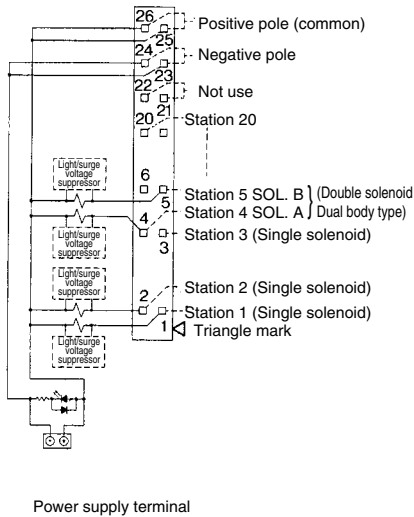 26
Positive pole (common)
25
24
Negative pole
23
22
Not use
21
20
Station 20
Light/surge
voltage
suppressor
6
Station 5 SOL. B (Double solenoid
5
Station 4 SOL. A Dual body type)
4
Light/surge
voltage
suppressor
Station 3 (Single solenoid)
3
Light/surge
voltage
suppressor
Station 2 (Single solenoid)
2
Station 1 (Single solenoid)
1
Triangle mark
Light/surge
voltage
suppressor
Power supply terminal